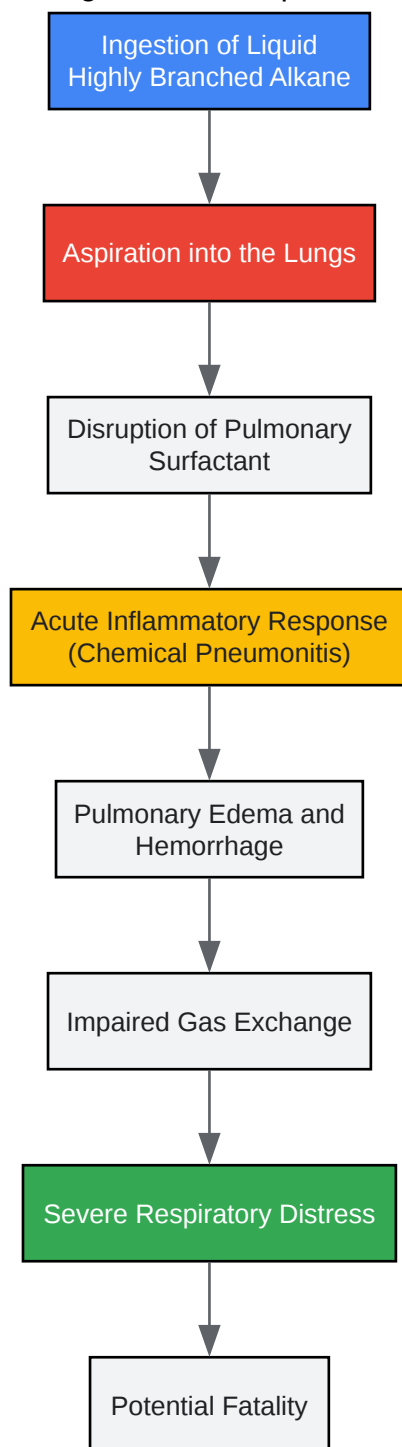 Ingestion of Liquid
Highly Branched Alkane
Aspiration into the Lungs
Disruption of Pulmonary
Surfactant
Acute Inflammatory Response
(Chemical Pneumonitis)
Pulmonary Edema and
Hemorrhage
Impaired Gas Exchange
Severe Respiratory Distress
Potential Fatality